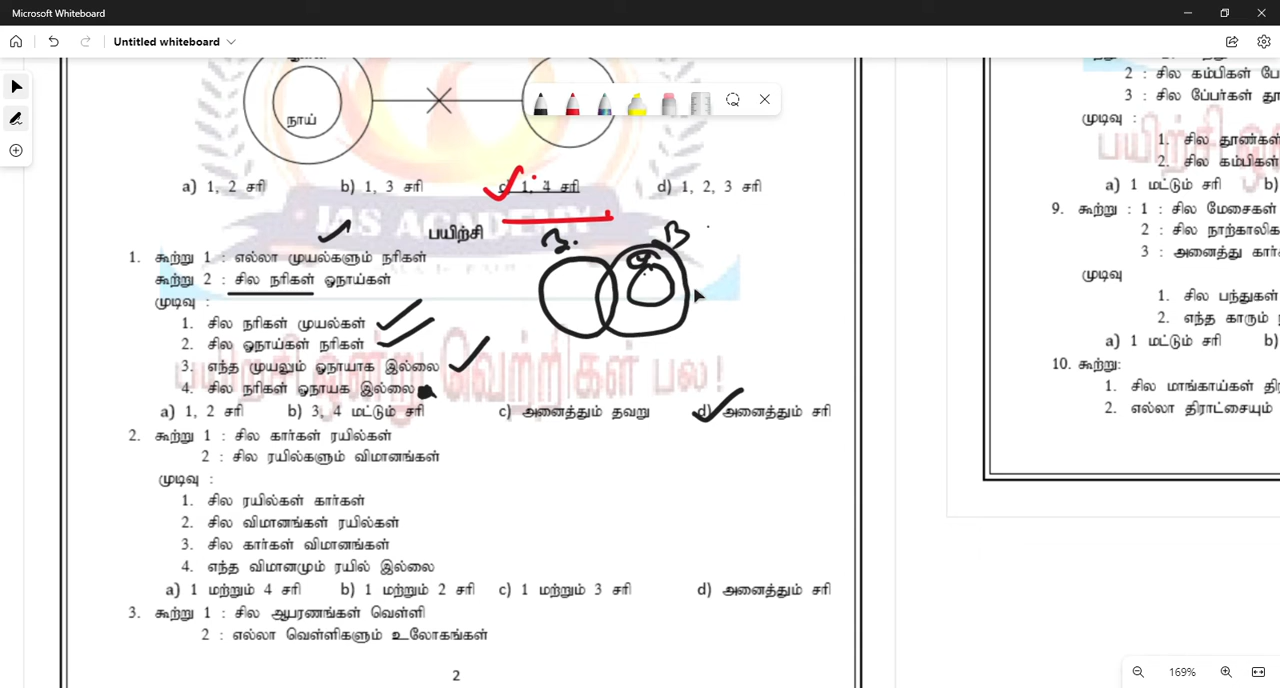 Microsoft Whiteboard
Untitled whiteboard
நாய்
a) 1, 2 சரி b) 1, 3 சரி c) 1, 4 சரி d) 1, 2, 3 சரி
IAS ACADEMY
பயிற்சி
1. கூற்று 1 : எல்லா முயல்களும் நரிகள்
கூற்று 2 : சில நரிகள் ஓநாய்கள்
முடிவு :
1. சில நரிகள் முயல்கள்
2. சில ஓநாய்கள் நரிகள்
3. எந்த முயலும் ஓநாயாக இல்லை
4. சில நரிகள் ஓநாயக இல்லை
பயிற்சி ஒன்று வெற்றிகள் பல!
a) 1, 2 சரி b) 3, 4 மட்டும் சரி c) அனைத்தும் தவறு d) அனைத்தும் சரி
2. கூற்று 1 : சில கார்கள் ரயில்கள்
2 : சில ரயில்களும் விமானங்கள்
முடிவு :
1. சில ரயில்கள் கார்கள்
2. சில விமானங்கள் ரயில்கள்
3. சில கார்கள் விமானங்கள்
4. எந்த விமானமும் ரயில் இல்லை
a) 1 மற்றும் 4 சரி b) 1 மற்றும் 2 சரி c) 1 மற்றும் 3 சரி d) அனைத்தும் சரி
3. கூற்று 1 : சில ஆபரணங்கள் வெள்ளி
2 : எல்லா வெள்ளிகளும் உலோகங்கள்
2
2 : சில கம்பிகள் பே
3 : சில பேப்பர்கள்
முடிவு :
1. சில தூண்கள்
2. சில கம்பிகள்
a) 1 மட்டும் சரி b)
9. கூற்று : 1 : சில மேசைகள்
2 : சில நாற்காலிக
3 : அனைத்து கார்
முடிவு
1. சில பந்துகள்
2. எந்த காரும்
a) 1 மட்டும் சரி b)
10. கூற்று:
1. சில மாங்காய்கள்
2. எல்லா திராட்சையும்
169%